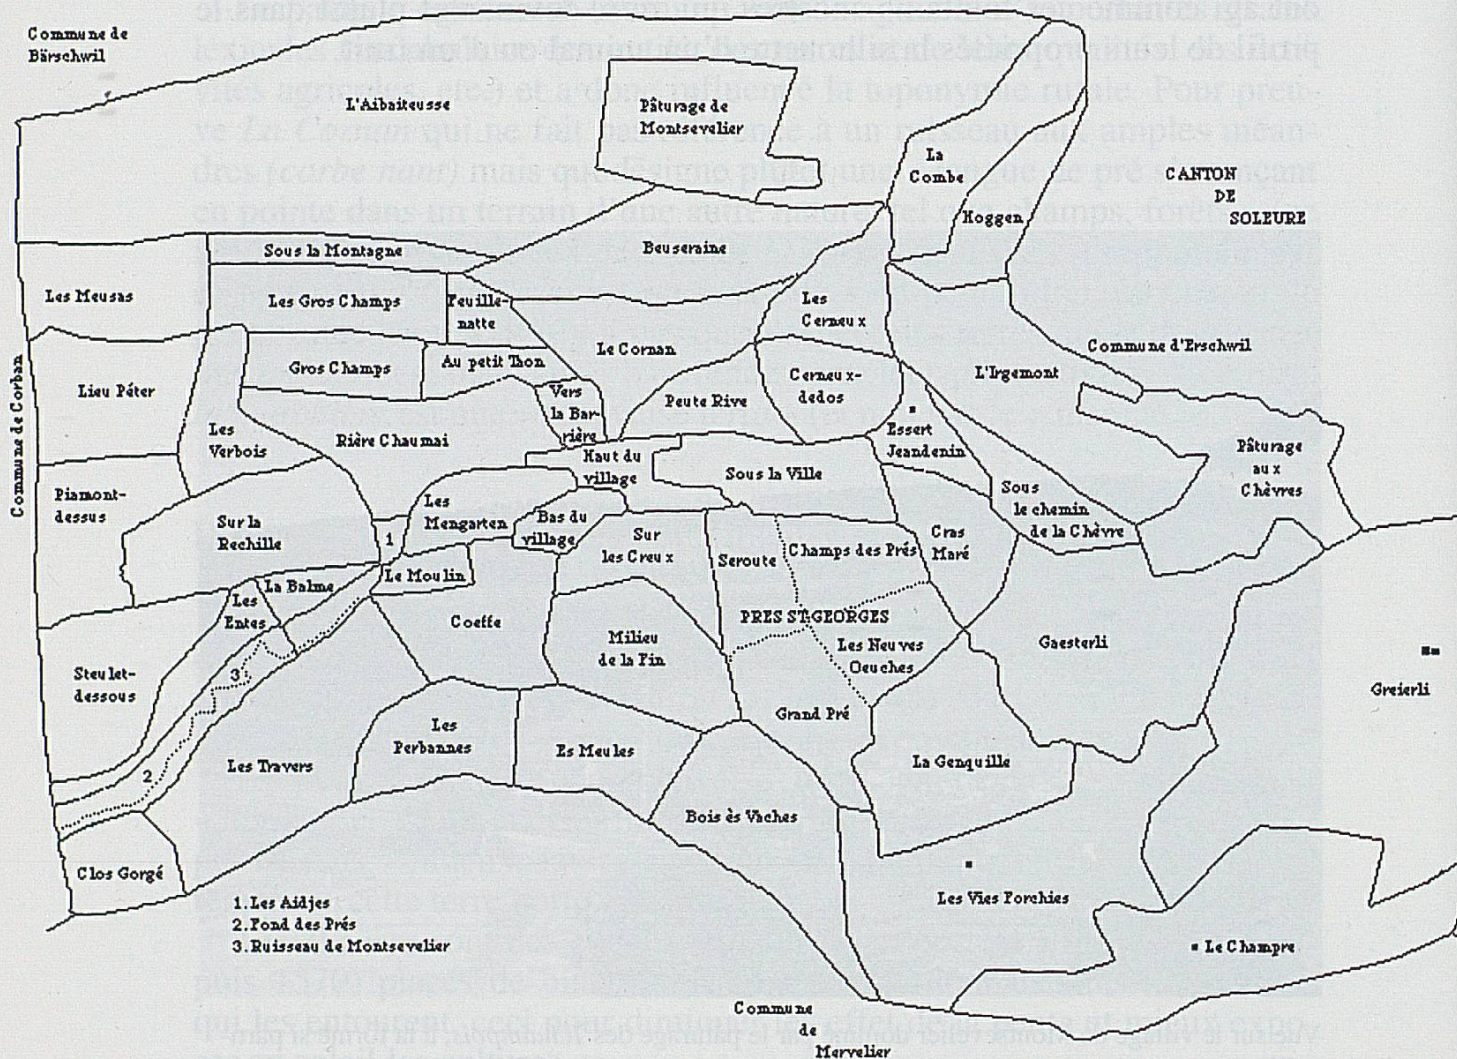 Commune de
Bärschwil
L'Aibaiteusse
Pâturage de
Montsevelier
La
Combe
Hoggen
CANTON
DE
SOLEURE
Sous la Montagne
Beuseraine
Les Meusas
Les Gros Champs
Feuille-
natte
Les
Cerneux
Commune d'Erschwil
Le Cornan
Lieu Péter
Gros Champs
Au petit Thon
Cerneux-
dedos
L'Irgemont
Vers
la Bar-
rière
Peute Rive
Commune de Corban
Les
Verbois
Rière Chaumai
Essert
Jeandenin
Pâturage
aux
Chèvres
Haut du
village
Sous la Ville
Piamont-
dessus
Sur la
Rechille
Les
Mengarten
Sous
le chemin
de la Chèvre
1
Bas du
village
Sur
les Creux
Seroute
Champs des Prés
Cras
Maré
La Balme
Le Moulin
Les
Entes
Coeffe
PRES ST-GEORGES
Milieu
de la Fin
Les Neuves
Oeuches
Gaesterli
Steulet-
dessous
3
Greierli
Grand Pré
Les
Perbannes
Es Meules
La Genquille
2
Les Travers
Bois ès Vaches
Clos Gorgé
Les Vies Porchies
1. Les Aidjes
2. Fond des Prés
3. Ruisseau de Montsevelier
Le Champre
Commune
de
Mervelier